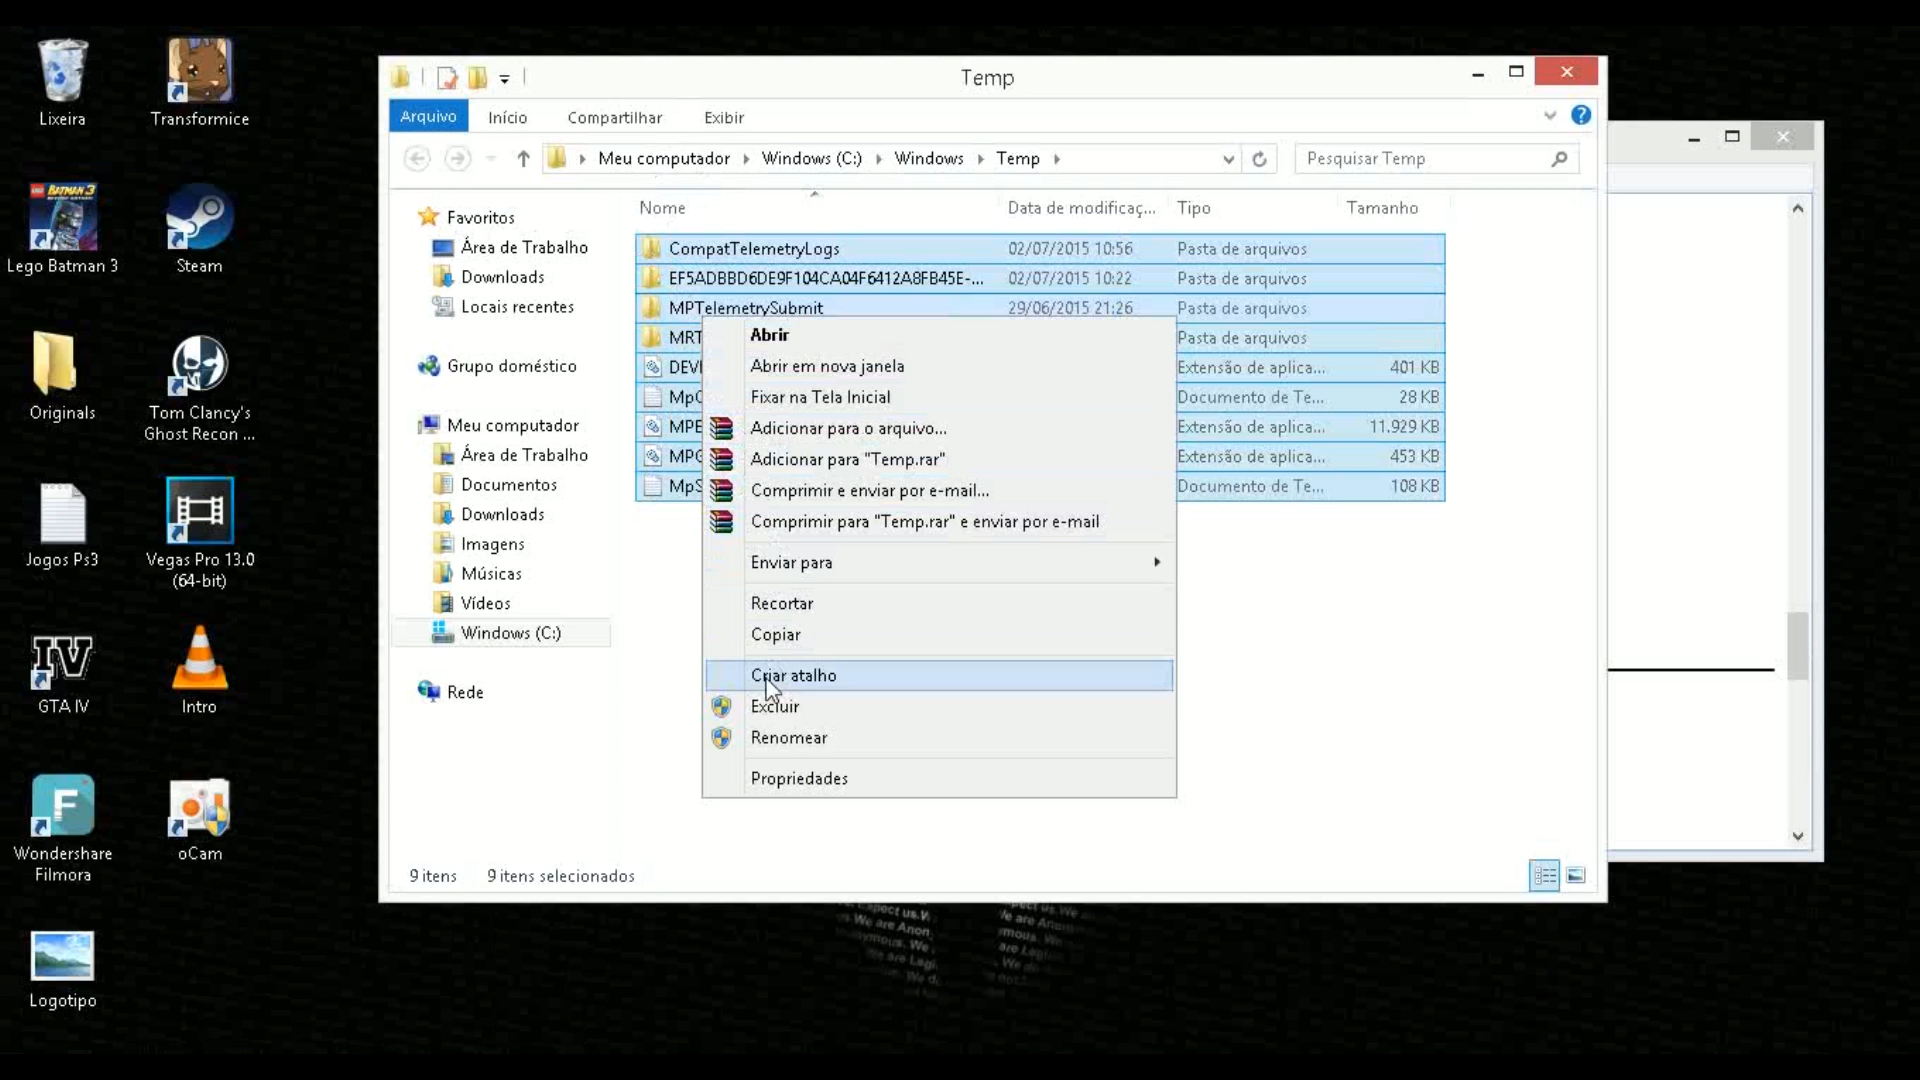 Lixeira
Transformice
Lego Batman 3
Steam
Originals
Tom Clancy's
Ghost Recon ...
Jogos Ps3
Vegas Pro 13.0
(64-bit)
GTA IV
Intro
Wondershare
Filmora
oCam
Logotipo
Temp
Arquivo Início Compartilhar Exibir
Meu computador Windows (C:) Windows Temp
Pesquisar Temp
Favoritos
Área de Trabalho
Downloads
Locais recentes
Grupo doméstico
Meu computador
Área de Trabalho
Documentos
Downloads
Imagens
Músicas
Vídeos
Windows (C:)
Rede
Nome Data de modificaç... Tipo Tamanho
CompatTelemetryLogs 02/07/2015 10:56 Pasta de arquivos
EF5ADBBD6DE9F104CA04F6412A8FB45E-... 02/07/2015 10:22 Pasta de arquivos
MPTelemetrySubmit 29/06/2015 21:26 Pasta de arquivos
MRT Pasta de arquivos
DEV Extensão de aplica... 401 KB
Documento de Te... 28 KB
MPE Extensão de aplica... 11.929 KB
Extensão de aplica... 453 KB
MpS Documento de Te... 108 KB
Abrir
Abrir em nova janela
Fixar na Tela Inicial
Adicionar para o arquivo...
Adicionar para "Temp.rar"
Comprimir e enviar por e-mail...
Comprimir para "Temp.rar" e enviar por e-mail
Enviar para
Recortar
Copiar
Criar atalho
Excluir
Renomear
Propriedades
9 itens 9 itens selecionados